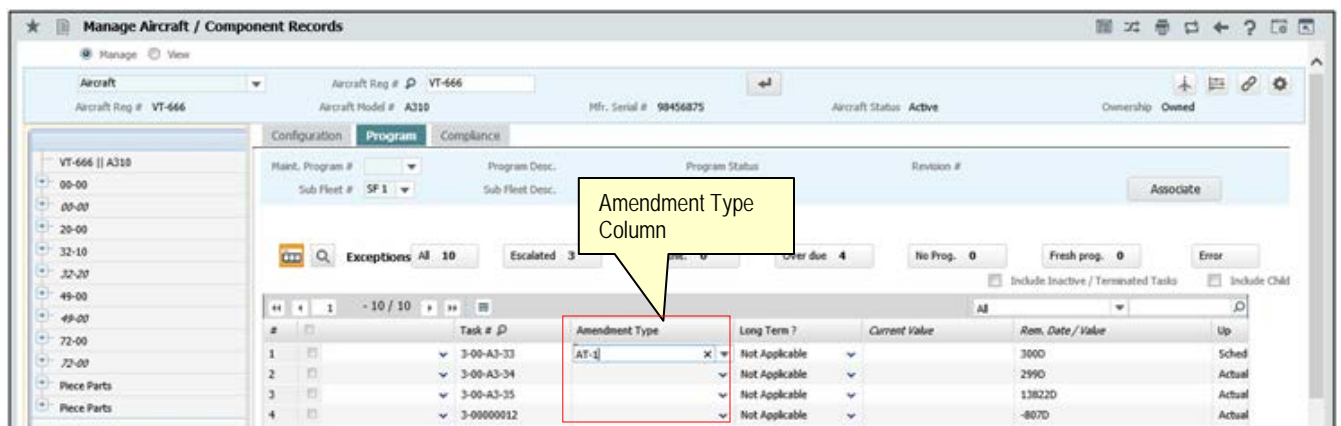 Manage Aircraft / Component Records
Manage View
Aircraft Aircraft Reg # VT-666
Aircraft Reg # VT-666 Aircraft Model # A310 Mfr. Serial # 98456875 Aircraft Status Active Ownership Owned
Configuration Program Compliance
VT-666 || A310
00-00
00-00
20-00
32-10
32-20
49-00
49-00
72-00
72-00
Piece Parts
Piece Parts
Maint. Program # Program Desc. Program Status Revision #
Sub Fleet # SF 1 Sub Fleet Desc. Associate
Amendment Type
Column
Exceptions All 10 Escalated 3 0 Over due 4 No Prog. 0 Fresh prog. 0 Error
Include Inactive / Terminated Tasks Include Child
1 - 10 / 10 All
# Task # Amendment Type Long Term ? Current Value Rem. Date / Value Up
1 3-00-A3-33 AT-1 Not Applicable 300D Sched
2 3-00-A3-34 Not Applicable 299D Actual
3 3-00-A3-35 Not Applicable 13822D Actual
4 3-00000012 Not Applicable -807D Actual